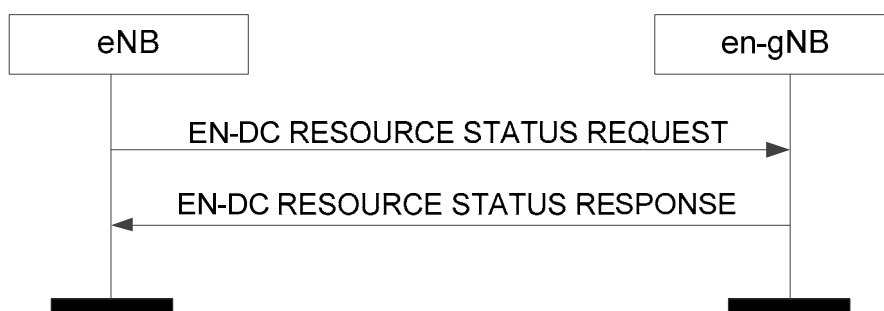 eNB
en-gNB
EN-DC RESOURCE STATUS REQUEST
EN-DC RESOURCE STATUS RESPONSE